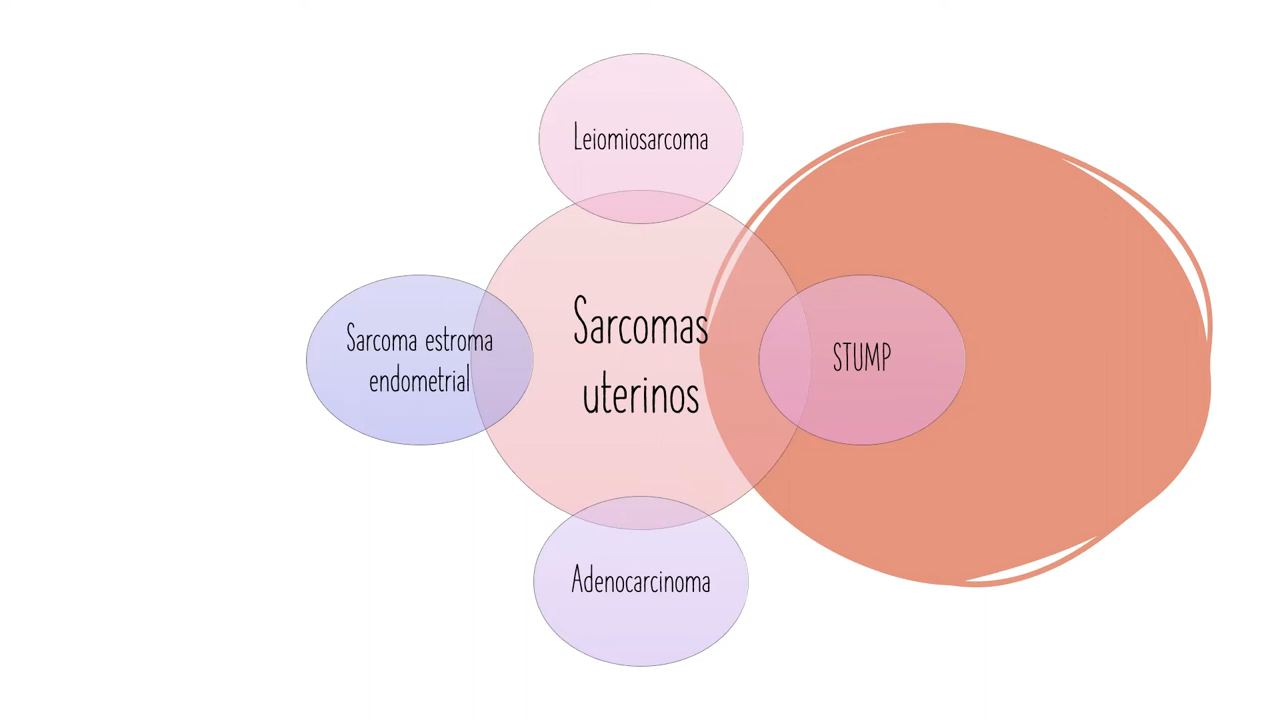 Leiomiosarcoma
Sarcoma estroma
endometrial
Sarcomas
uterinos
STUMP
Adenocarcinoma